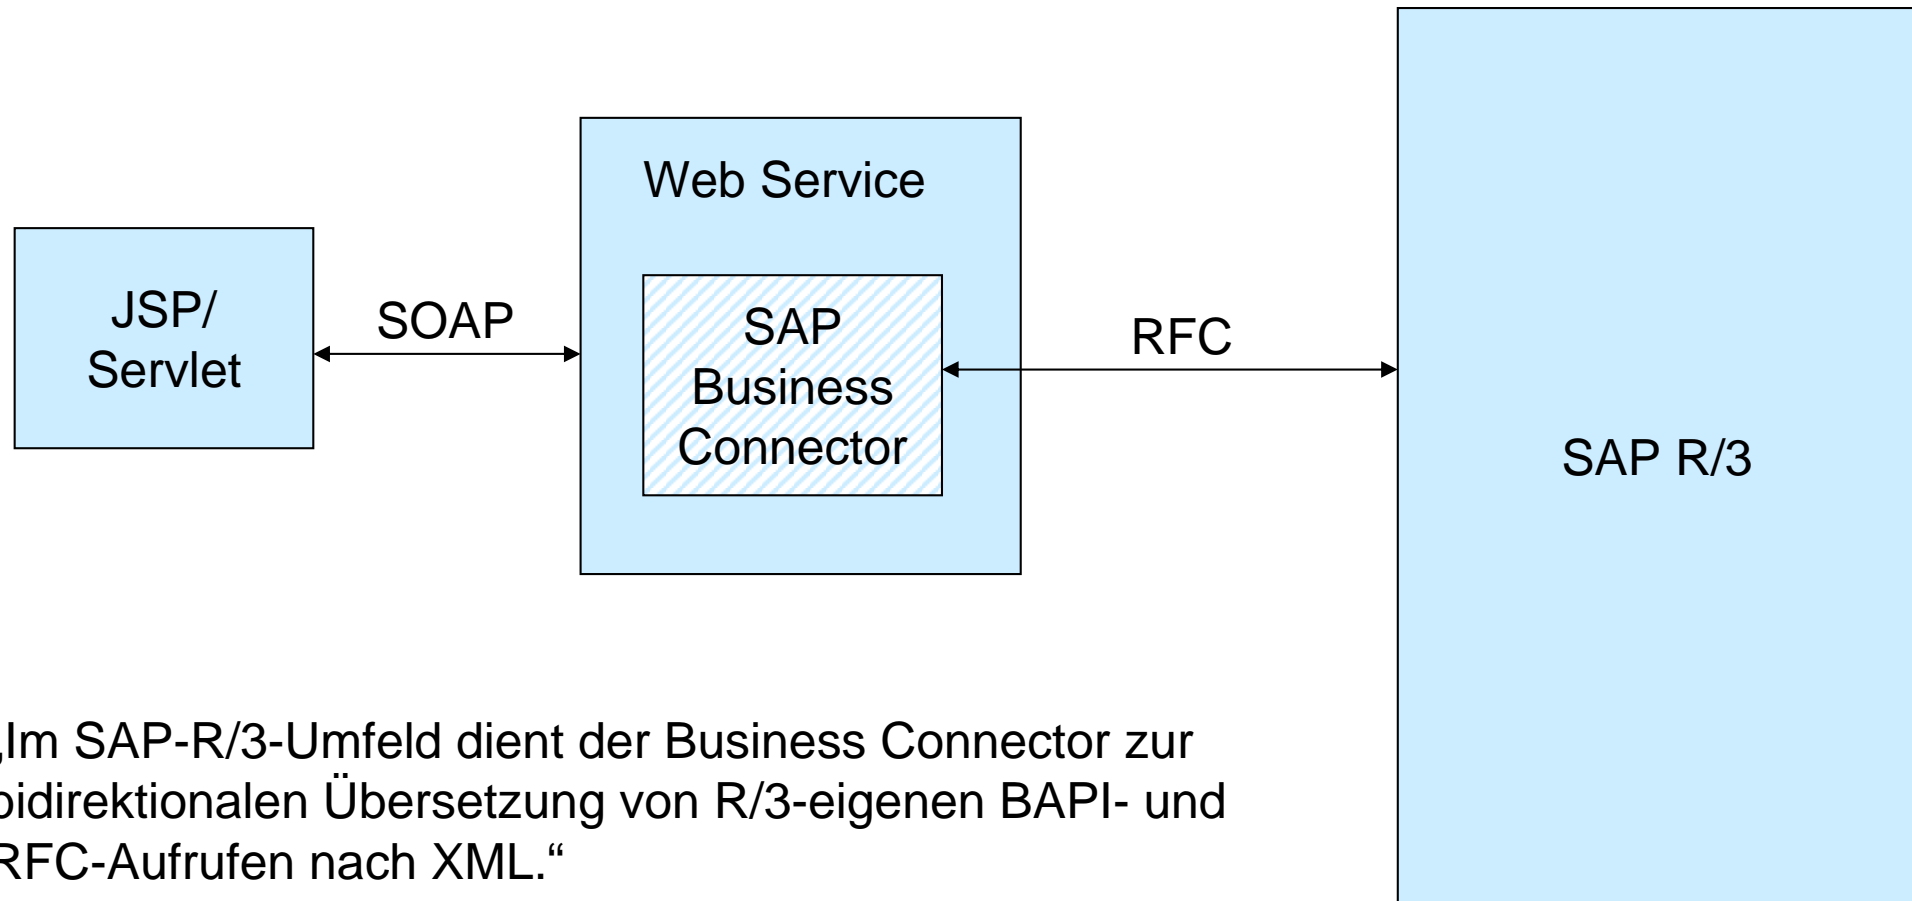 Web Service
JSP/
Servlet
SOAP
SAP
Business
Connector
RFC
SAP R/3
„Im SAP-R/3-Umfeld dient der Business Connector zur
bidirektionalen Übersetzung von R/3-eigenen BAPI- und
RFC-Aufrufen nach XML.“